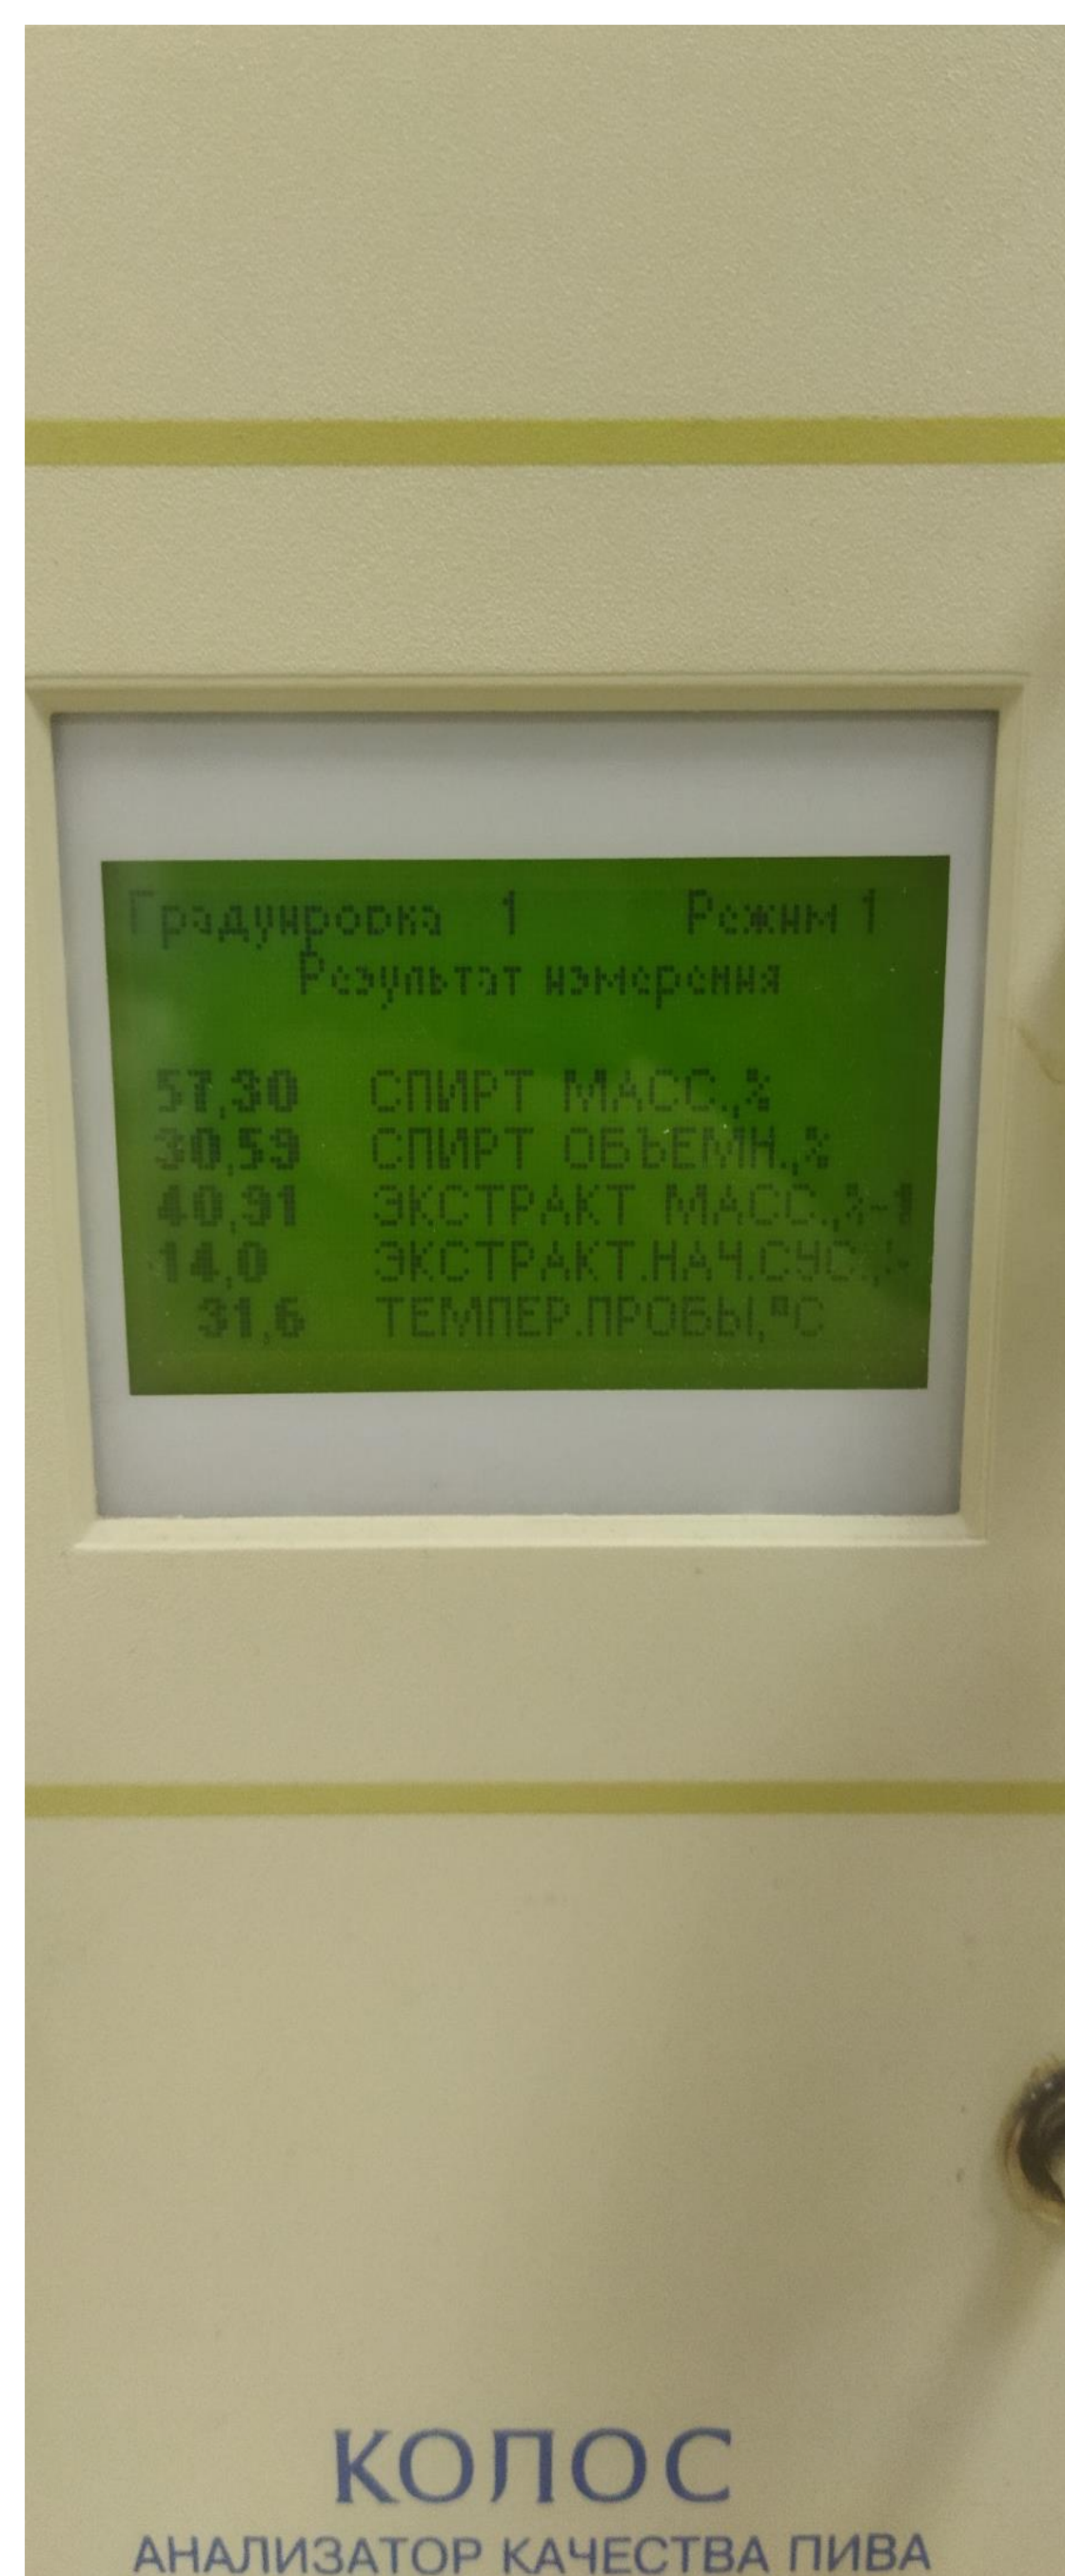 Градуировка 1 Режим 1
Результат измерения
57,30 СПИРТ МАСС.,%
30,59 СПИРТ ОБЪЕМН.,%
40,91 ЭКСТРАКТ МАСС.,%-1
14,0 ЭКСТРАКТ.НАЧ.СУС.,%
31,6 ТЕМПЕР.ПРОБЫ,°С
КОЛОС
АНАЛИЗАТОР КАЧЕСТВА ПИВА